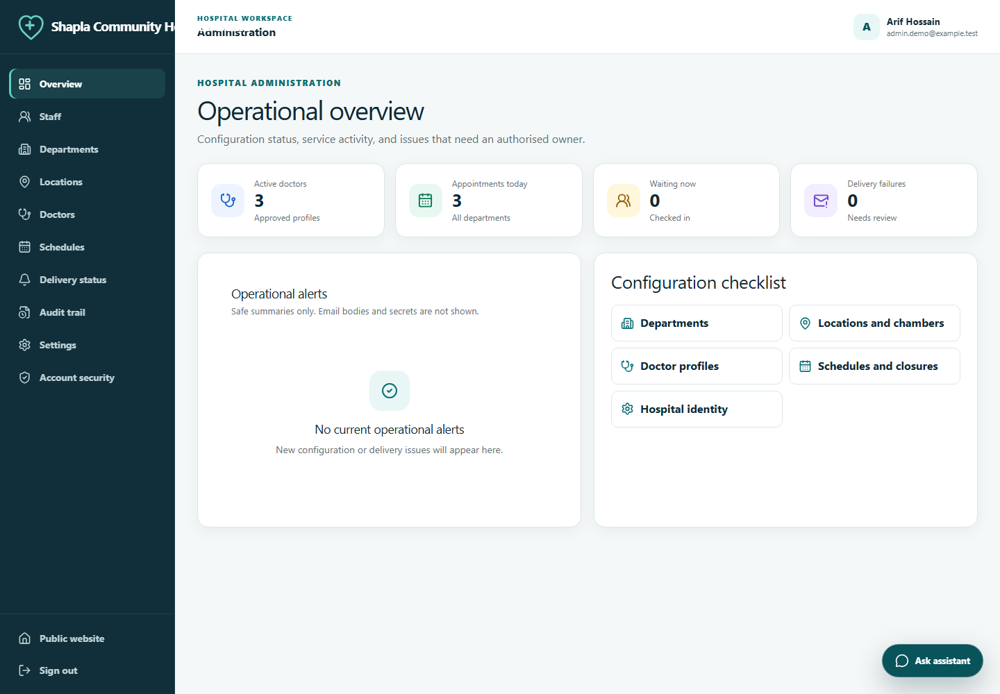 Shapla Community H
HOSPITAL WORKSPACE
Administration
A
Arif Hossain
admin.demo@example.test
Overview
Staff
Departments
Locations
Doctors
Schedules
Delivery status
Audit trail
Settings
Account security
Public website
Sign out
HOSPITAL ADMINISTRATION
Operational overview
Configuration status, service activity, and issues that need an authorised owner.
Active doctors
3
Approved profiles
Appointments today
3
All departments
Waiting now
0
Checked in
Delivery failures
0
Needs review
Operational alerts
Safe summaries only. Email bodies and secrets are not shown.
No current operational alerts
New configuration or delivery issues will appear here.
Configuration checklist
Departments
Locations and chambers
Doctor profiles
Schedules and closures
Hospital identity
Ask assistant